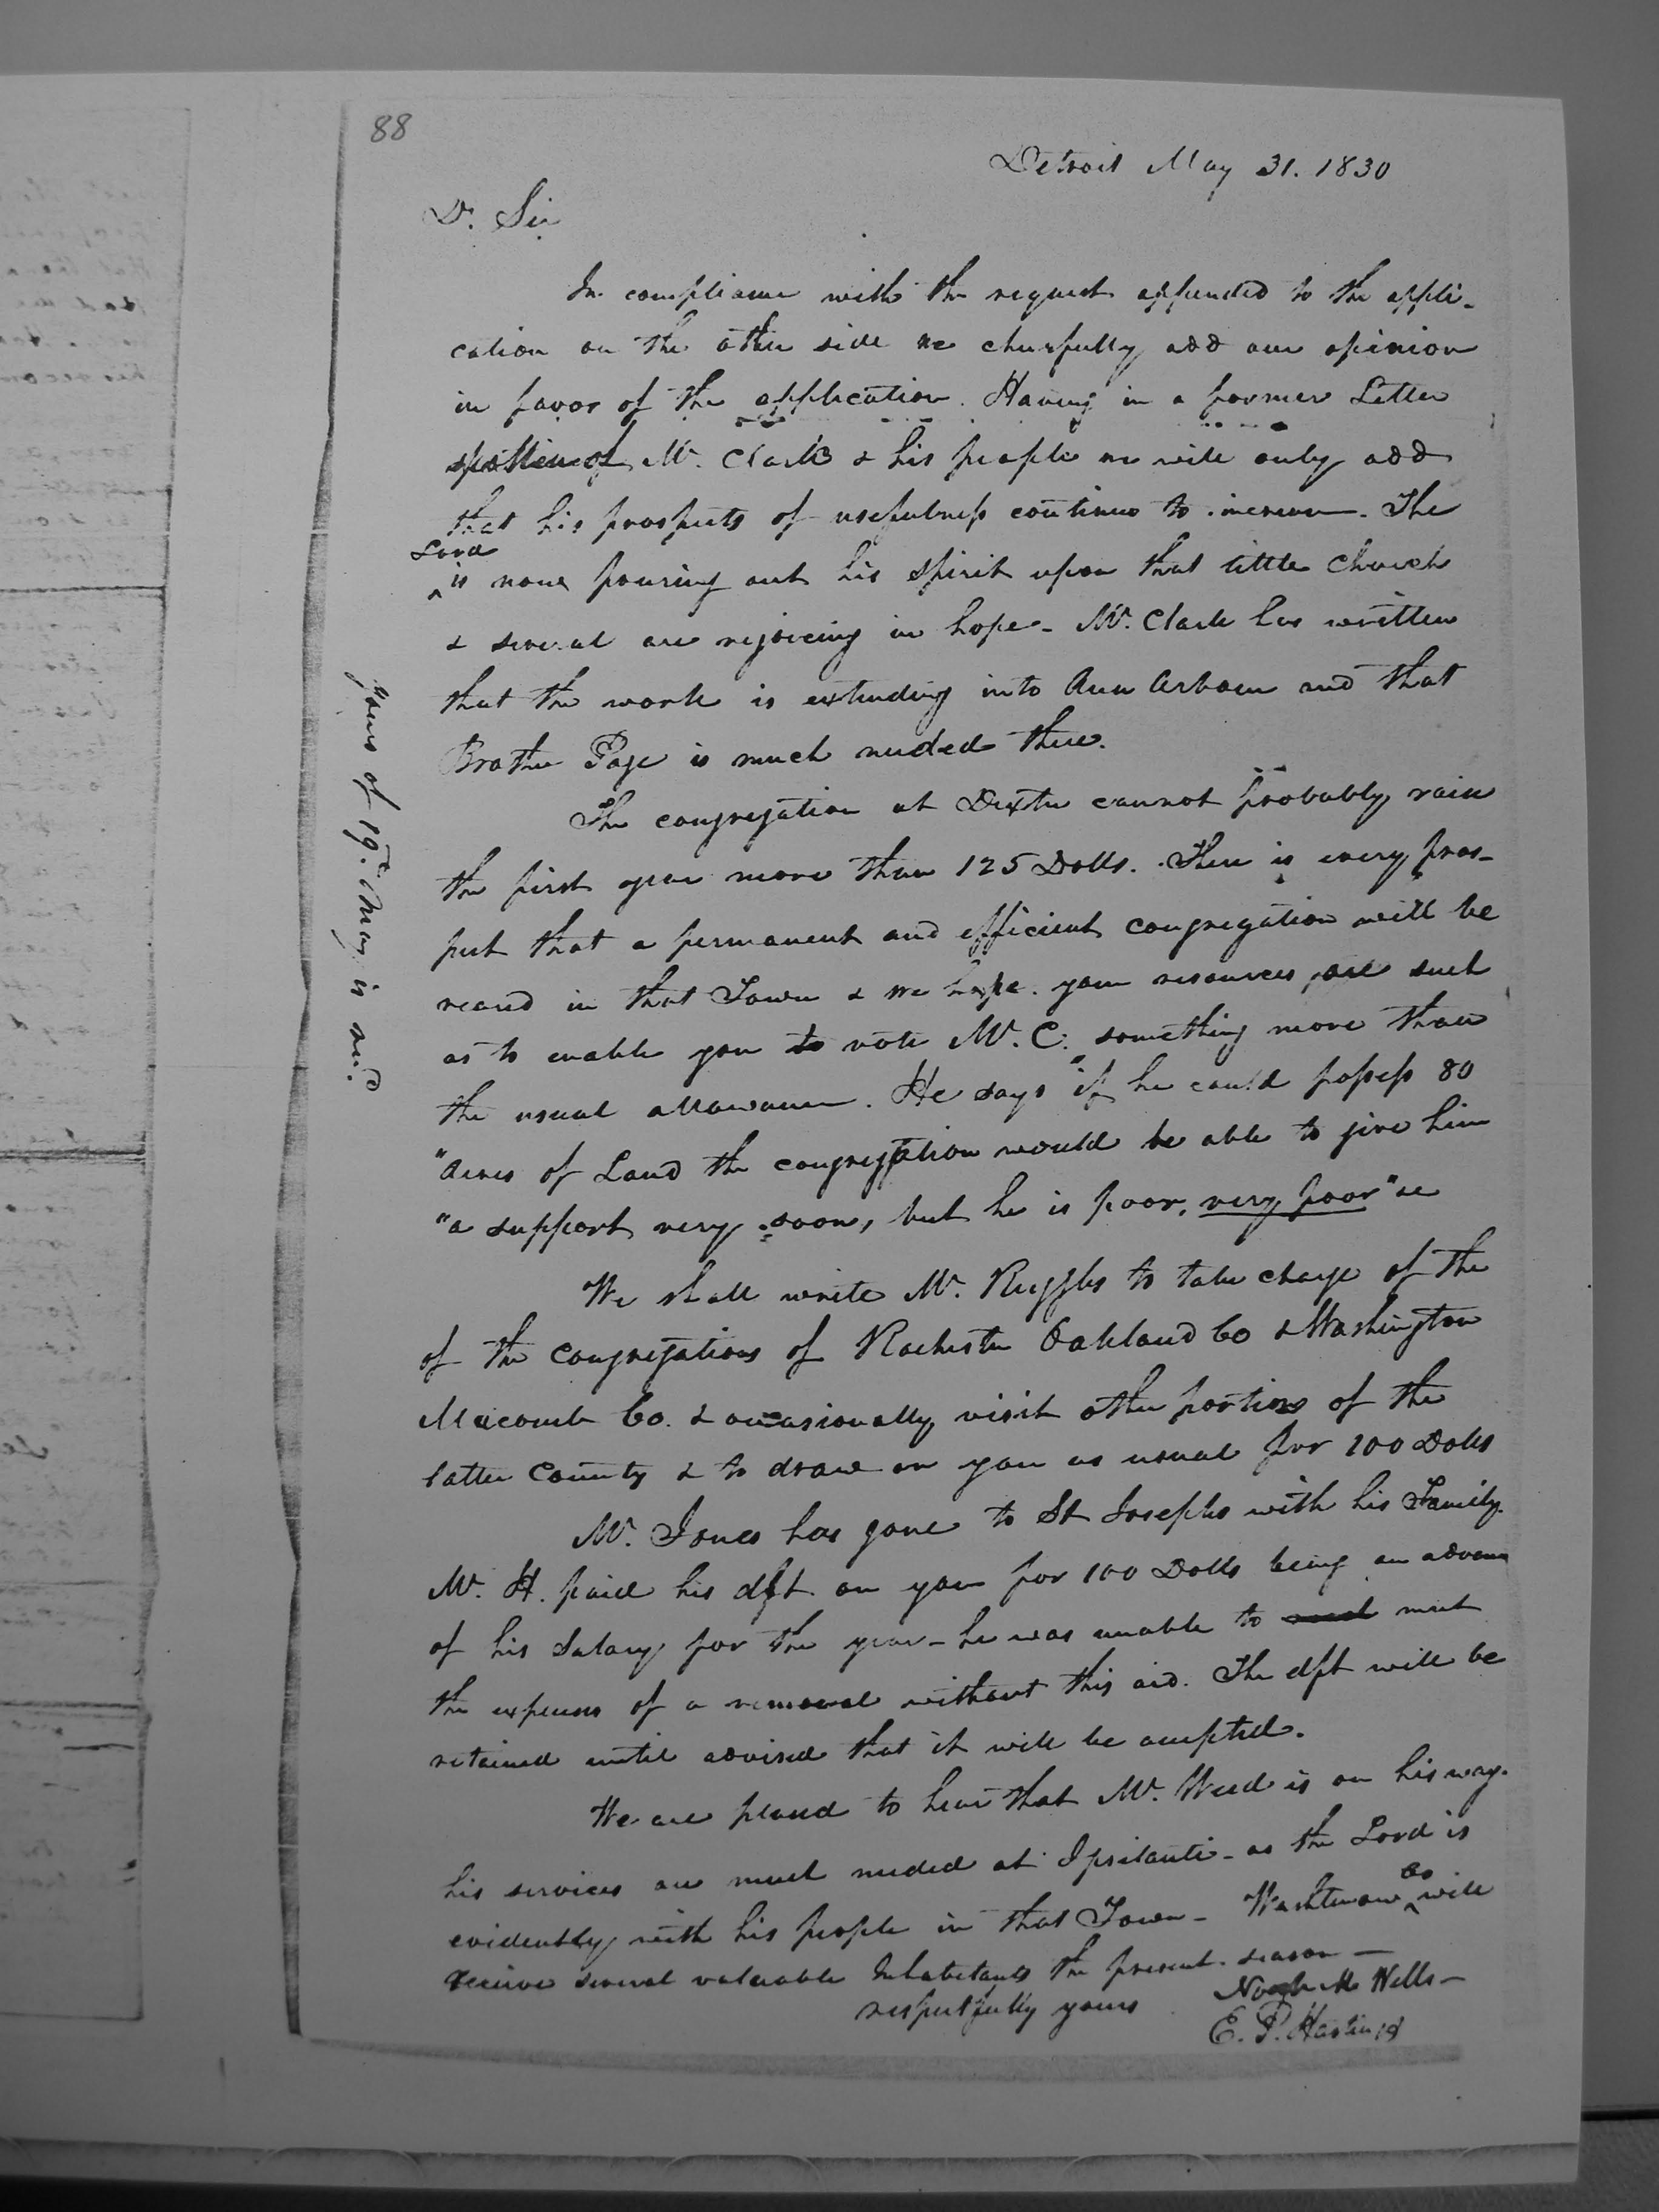 88
Detroit May 31. 1830
Dr. Sir
In compliance with the request appended to the appli-
cation on the other side we cheerfully add our opinion
in favor of the application. Having in a former Letter
spoken of Mr. Clark & his people we will only add
that his prospects of usefulness continue to increase. The
Lord
^ is now pouring out his Spirit upon that little Church
& several are rejoicing in hope - Mr. Clark has written
that the work is extending into Ann Arbour and that
Brother Page is much needed there.
The congregation at Dexter cannot probably raise
the first year more than 125 Dolls. There is every pros-
pect that a permanent and efficient congregation will be
reared in that Town & we hope your resources are such
as to enable you to vote Mr. C. something more than
the usual allowance. He says "if he could possess 80
"Acres of Land the congregation would be able to give him
"a support very soon, but he is poor, very poor" &c
We shall write Mr. Ruggles to take charge of the
of the congregations of Rochester Oakland Co & Washington
Macomb Co. & occasionally visit other portions of the
latter County & to draw on you as usual for 100 Dolls
Mr. Jones has gone to St Josephs with his Family.
Mr. H. paid his dft on you for 100 Dolls being an advance
of his Salary for the year - he was unable to meet
the expenses of a removal without this aid. The dft will be
retained until advised that it will be accepted.
We are pleased to hear that Mr. Weed is on his way.
his services are much needed at Ipsilanti - as the Lord is
evidently with his people in that Town - Washtenaw ^ Co will
receive several valuable Inhabitants the present season —
respectfully yours
Noah M Wells —
E. P. Hastings
yours of 19th May is recd